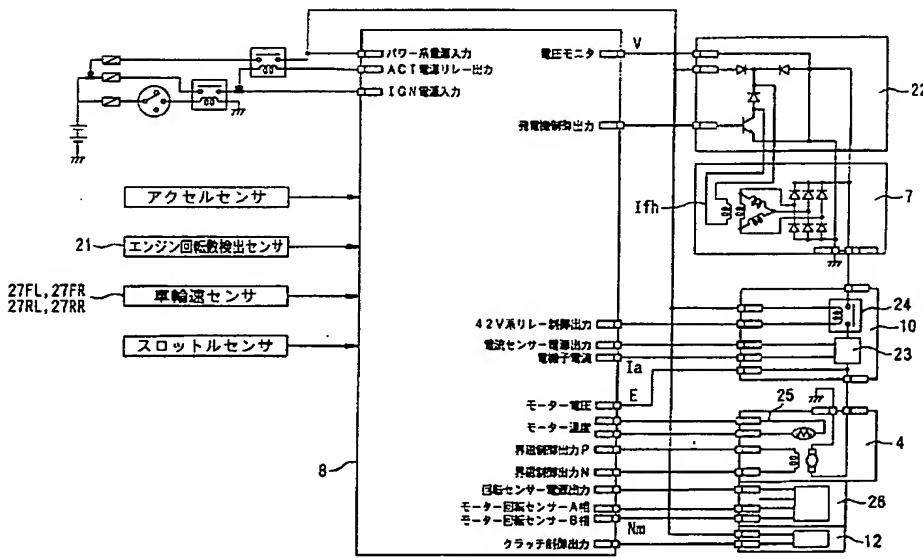 パワー系電源入力
ACT電源リレー出力
IGN電源入力
電圧モニタ
V
発電機制御出力
22
Ifh
7
アクセルセンサ
21
エンジン回転数検出センサ
27FL,27FR
27RL,27RR
車輪速センサ
スロットルセンサ
24
10
42V系リレー制御出力
電流センサー電源出力
電機子電流
23
Ia
E
モーター電圧
25
モーター温度
4
8
界磁制御出力P
界磁制御出力N
回転センサー電源出力
26
モーター回転センサーA相
モーター回転センサーB相
Nm
クラッチ制御出力
12